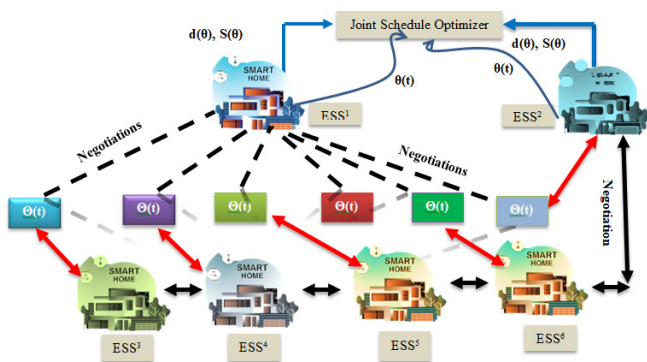 Joint Schedule Optimizer
d(θ), S(θ)
d(θ), S(θ)
θ(t)
θ(t)
SMART
HOME
ESS¹
ESS²
Negotiations
Negotiations
Negotiation
Θ(t)
Θ(t)
Θ(t)
Θ(t)
Θ(t)
Θ(t)
SMART
HOME
SMART
HOME
SMART
HOME
SMART
HOME
ESS³
ESS⁴
ESS⁵
ESS⁶